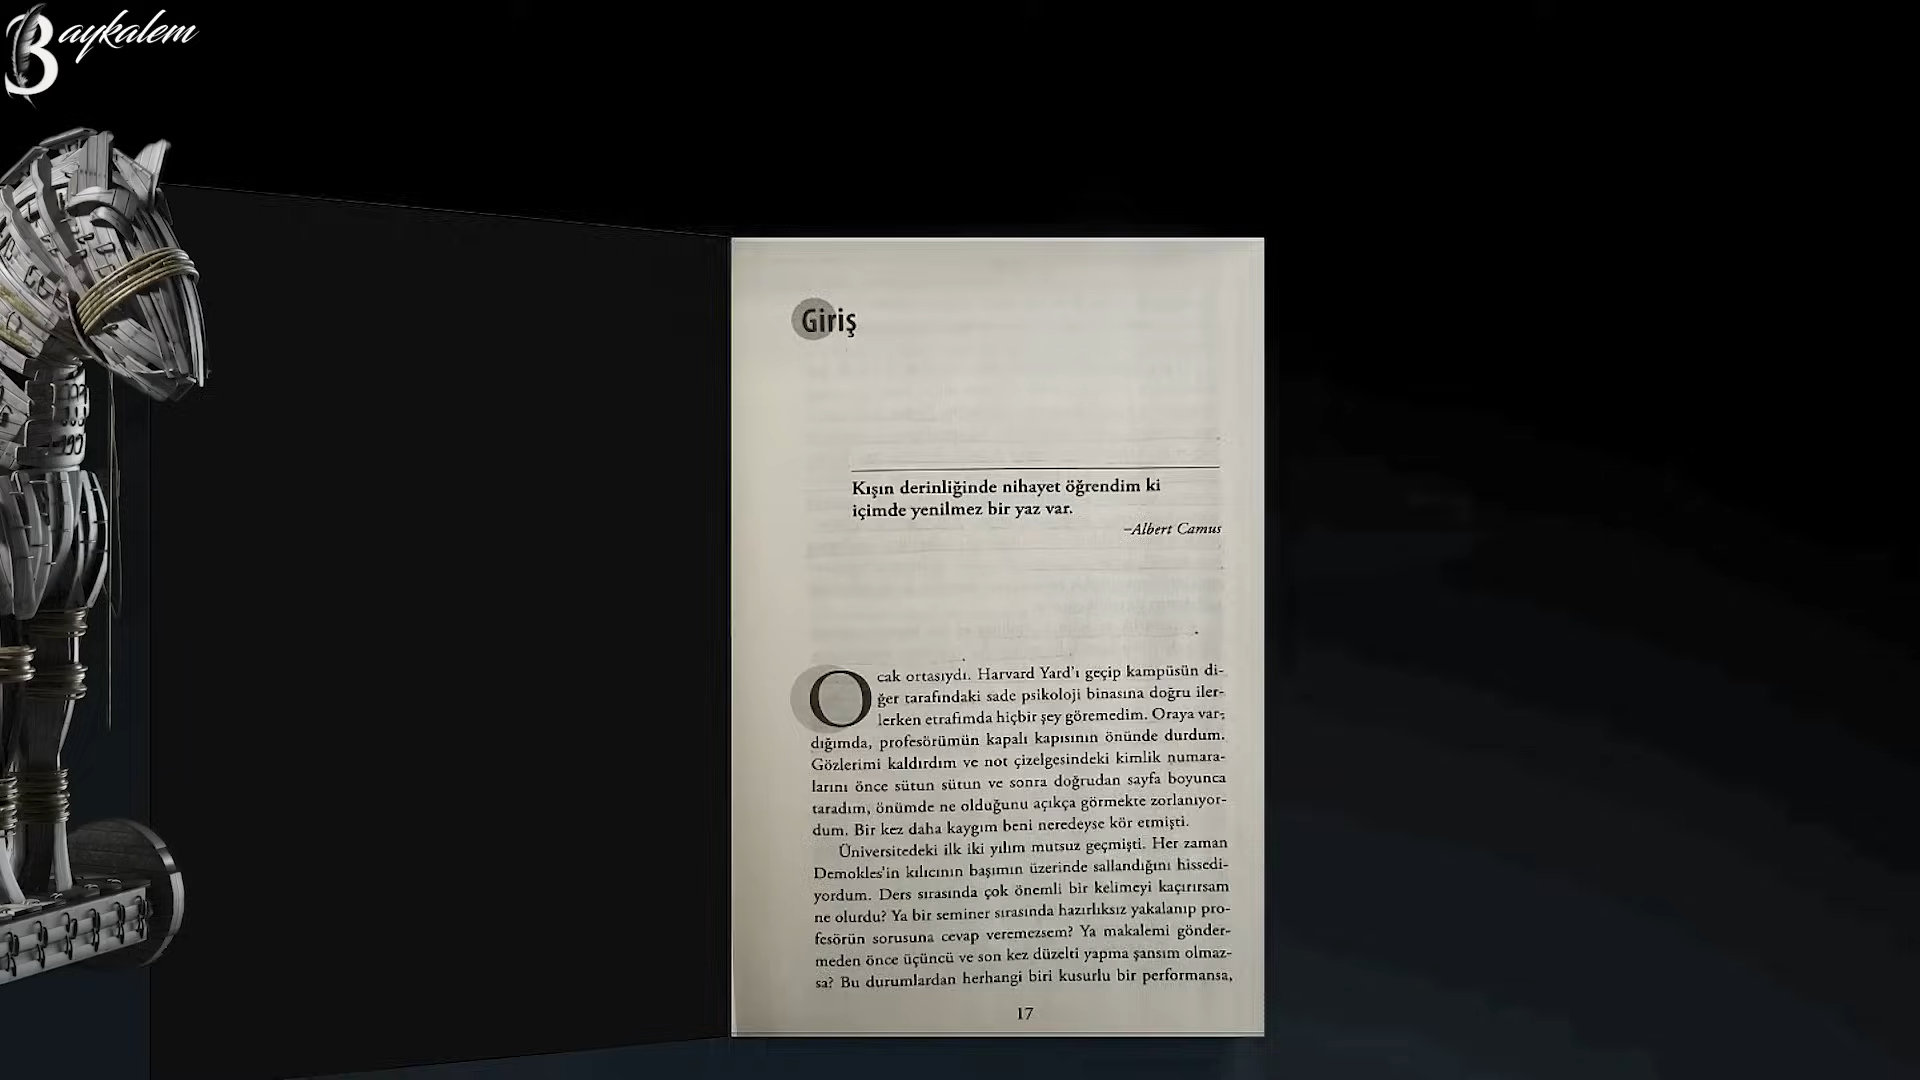 Baykalem
Giriş
Kışın derinliğinde nihayet öğrendim ki
içimde yenilmez bir yaz var.
–Albert Camus
Ocak ortasıydı. Harvard Yard'ı geçip kampüsün di-
ğer tarafındaki sade psikoloji binasına doğru iler-
lerken etrafımda hiçbir şey göremedim. Oraya var-
dığımda, profesörümün kapalı kapısının önünde durdum.
Gözlerimi kaldırdım ve not çizelgesindeki kimlik numara-
larını önce sütun sütun ve sonra doğrudan sayfa boyunca
taradım, önümde ne olduğunu açıkça görmekte zorlanıyor-
dum. Bir kez daha kaygım beni neredeyse kör etmişti.
Üniversitedeki ilk iki yılım mutsuz geçmişti. Her zaman
Demokles'in kılıcının başımın üzerinde sallandığını hissedi-
yordum. Ders sırasında çok önemli bir kelimeyi kaçırırsam
ne olurdu? Ya bir seminer sırasında hazırlıksız yakalanıp pro-
fesörün sorusuna cevap veremezsem? Ya makalemi gönder-
meden önce üçüncü ve son kez düzelti yapma şansım olmaz-
sa? Bu durumlardan herhangi biri kusurlu bir performansa,
17